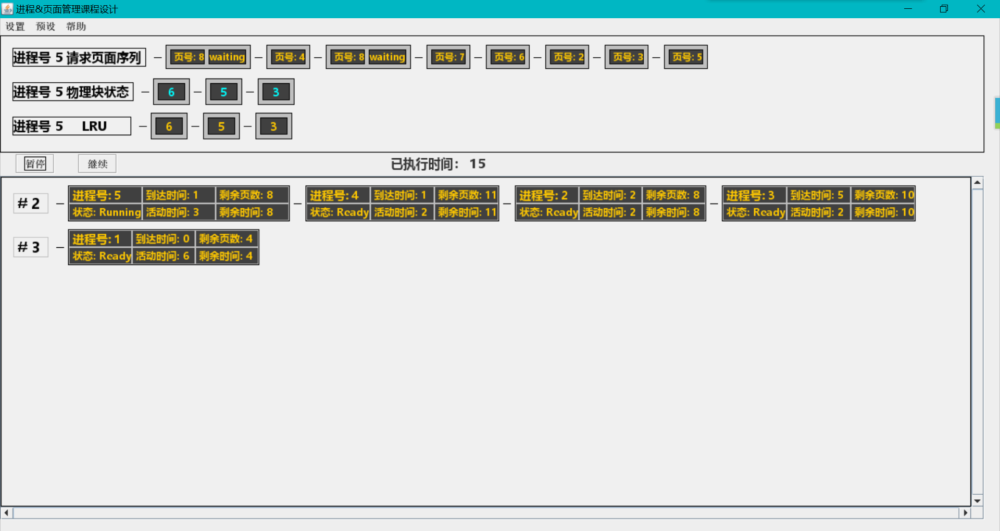 进程&页面管理课程设计
设置 预设 帮助
进程号 5 请求页面序列 页号: 8 waiting 页号: 4 页号: 8 waiting 页号: 7 页号: 6 页号: 2 页号: 3 页号: 5
进程号 5 物理块状态 6 5 3
进程号 5 LRU 6 5 3
暂停 继续 已执行时间： 15
# 2 进程号: 5 到达时间: 1 剩余页数: 8 进程号: 4 到达时间: 1 剩余页数: 11 进程号: 2 到达时间: 2 剩余页数: 8 进程号: 3 到达时间: 5 剩余页数: 10
状态: Running 活动时间: 3 剩余时间: 8 状态: Ready 活动时间: 2 剩余时间: 11 状态: Ready 活动时间: 2 剩余时间: 8 状态: Ready 活动时间: 2 剩余时间: 10
# 3 进程号: 1 到达时间: 0 剩余页数: 4
状态: Ready 活动时间: 6 剩余时间: 4